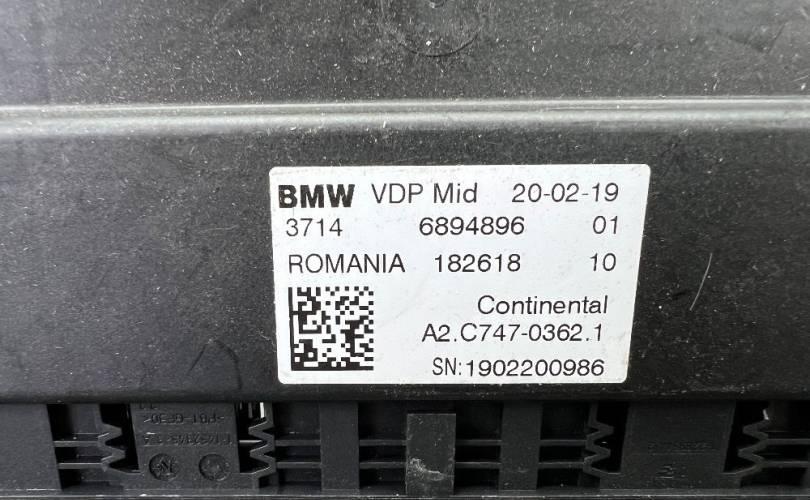 BMW VDP Mid 20-02-19
3714 6894896 01
ROMANIA 182618 10
Continental
A2.C747-0362.1
SN:1902200986